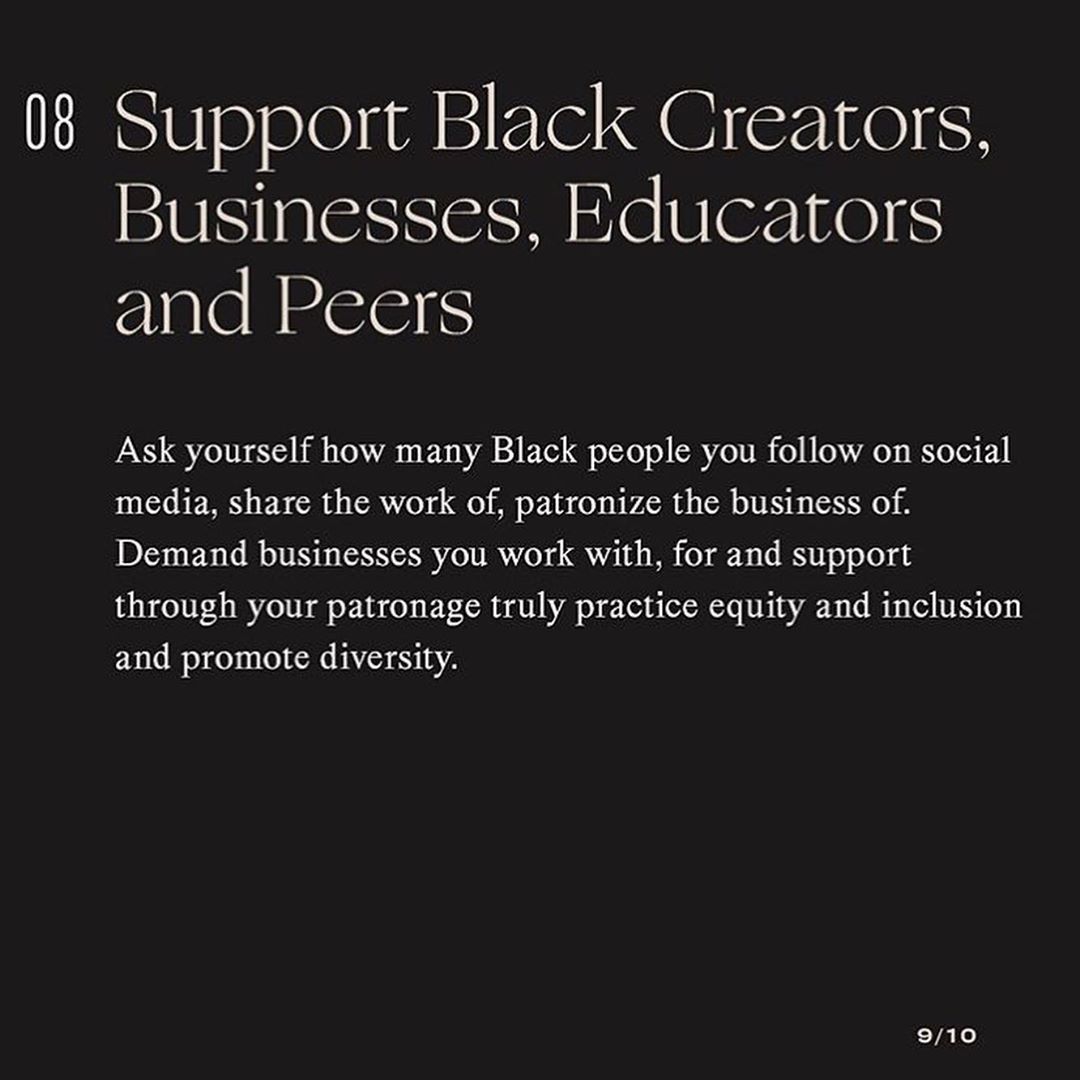 08 Support Black Creators,
Businesses, Educators
and Peers
Ask yourself how many Black people you follow on social
media, share the work of, patronize the business of.
Demand businesses you work with, for and support
through your patronage truly practice equity and inclusion
and promote diversity.
9/10